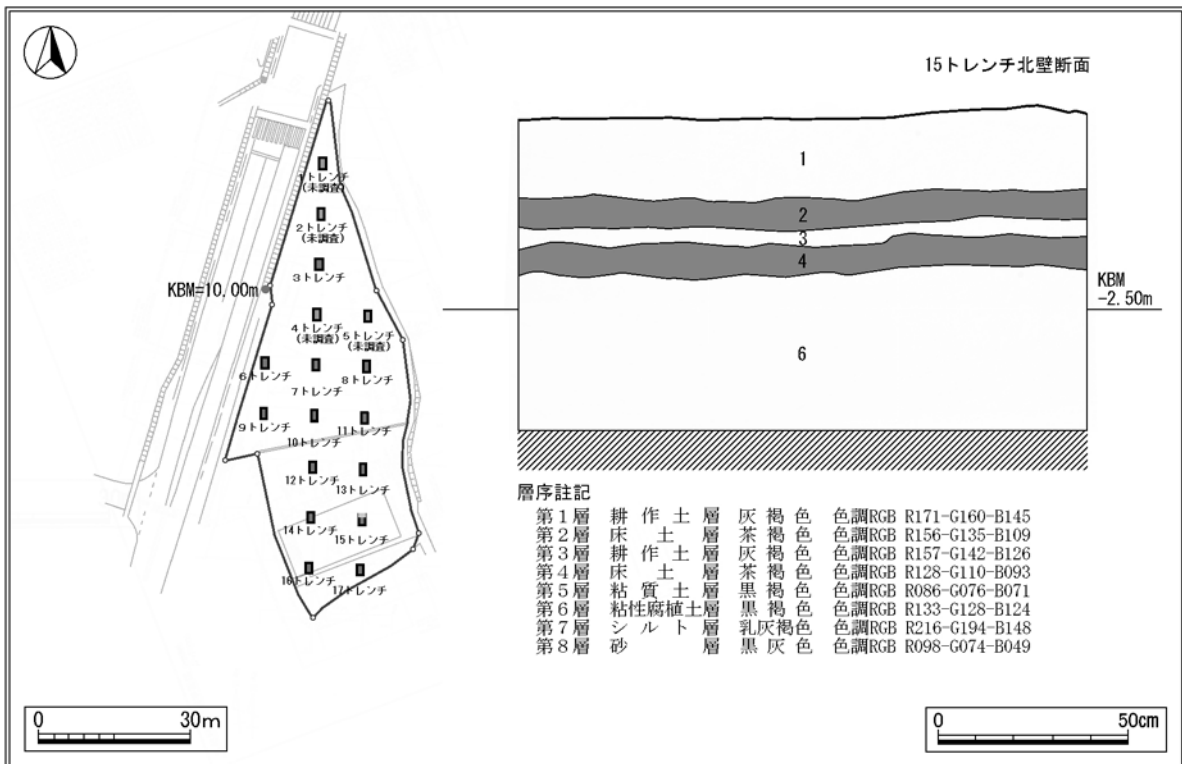 15トレンチ北壁断面
1トレンチ
(未調査)
2トレンチ
(未調査)
3トレンチ
KBM=10,00m
4トレンチ
(未調査)
5トレンチ
(未調査)
6トレンチ
7トレンチ
8トレンチ
9トレンチ
10トレンチ
11トレンチ
12トレンチ
13トレンチ
14トレンチ
15トレンチ
16トレンチ
17トレンチ
1
2
3
4
6
KBM
-2.50m
層序註記
第1層 耕作土層 灰褐色 色調RGB R171-G160-B145
第2層 床土層 茶褐色 色調RGB R156-G135-B109
第3層 耕作土層 灰褐色 色調RGB R157-G142-B126
第4層 床土層 茶褐色 色調RGB R128-G110-B093
第5層 粘質土層 黒褐色 色調RGB R086-G076-B071
第6層 粘性腐植土層 黒褐色 色調RGB R133-G128-B124
第7層 シルト層 乳灰褐色 色調RGB R216-G194-B148
第8層 砂層 黒灰色 色調RGB R098-G074-B049
0 30m
0 50cm